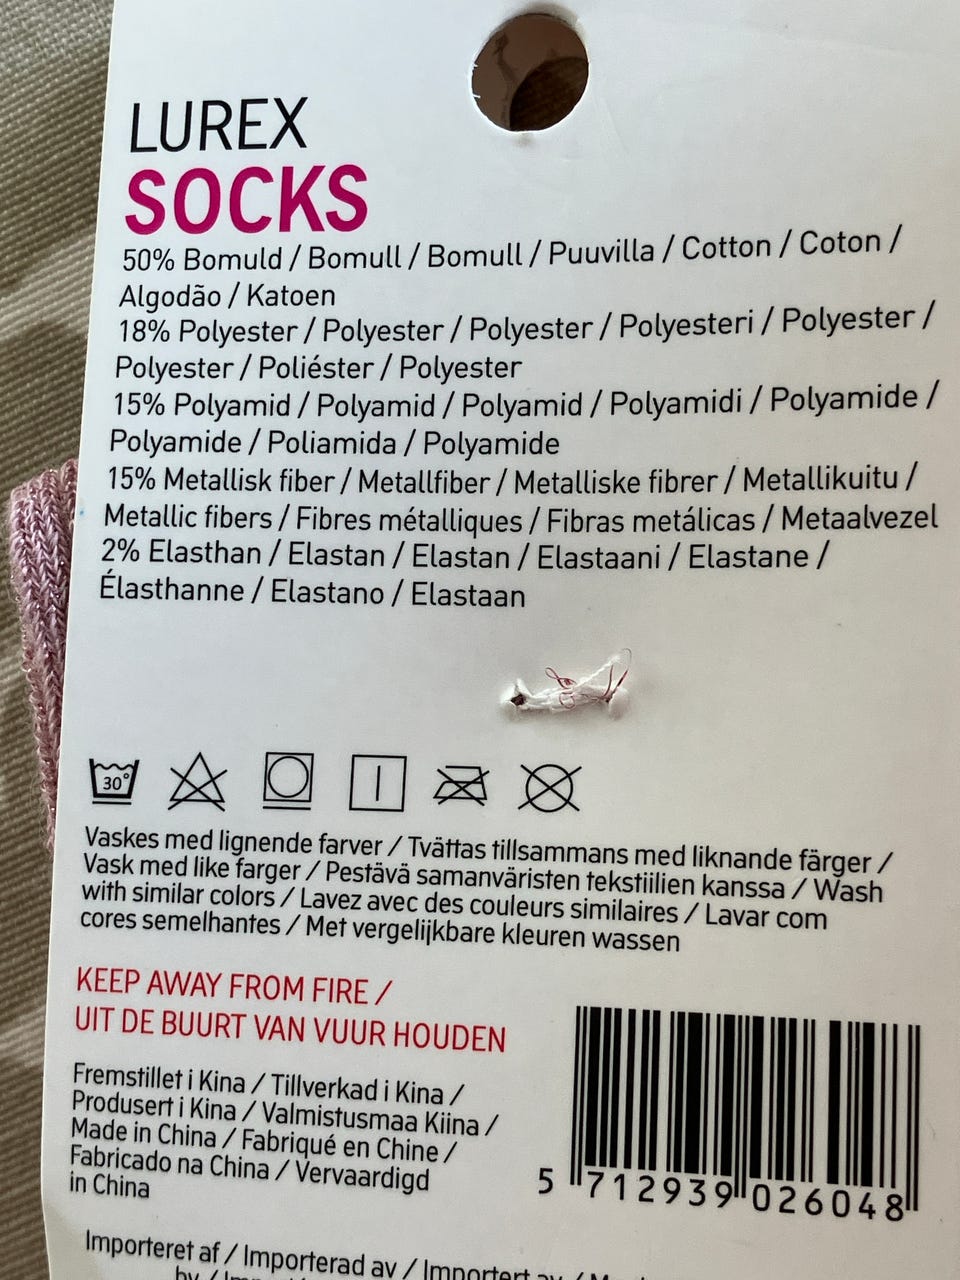 LUREX
SOCKS
50% Bomuld / Bomull / Bomull / Puuvilla / Cotton / Coton /
Algodão / Katoen
18% Polyester / Polyester / Polyester / Polyesteri / Polyester /
Polyester / Poliéster / Polyester
15% Polyamid / Polyamid / Polyamid / Polyamidi / Polyamide /
Polyamide / Poliamida / Polyamide
15% Metallisk fiber / Metallfiber / Metalliske fibrer / Metallikuitu /
Metallic fibers / Fibres métalliques / Fibras metálicas / Metaalvezel
2% Elasthan / Elastan / Elastan / Elastaani / Elastane /
Élasthanne / Elastano / Elastaan
30°
Vaskes med lignende farver / Tvättas tillsammans med liknande färger /
Vask med like farger / Pestävä samanväristen tekstiilien kanssa / Wash
with similar colors / Lavez avec des couleurs similaires / Lavar com
cores semelhantes / Met vergelijkbare kleuren wassen
KEEP AWAY FROM FIRE /
UIT DE BUURT VAN VUUR HOUDEN
Fremstillet i Kina / Tillverkad i Kina /
Produsert i Kina / Valmistusmaa Kiina /
Made in China / Fabriqué en Chine /
Fabricado na China / Vervaardigd
in China
5 712939 026048
Importeret af / Importerad av / Importert av /
by /